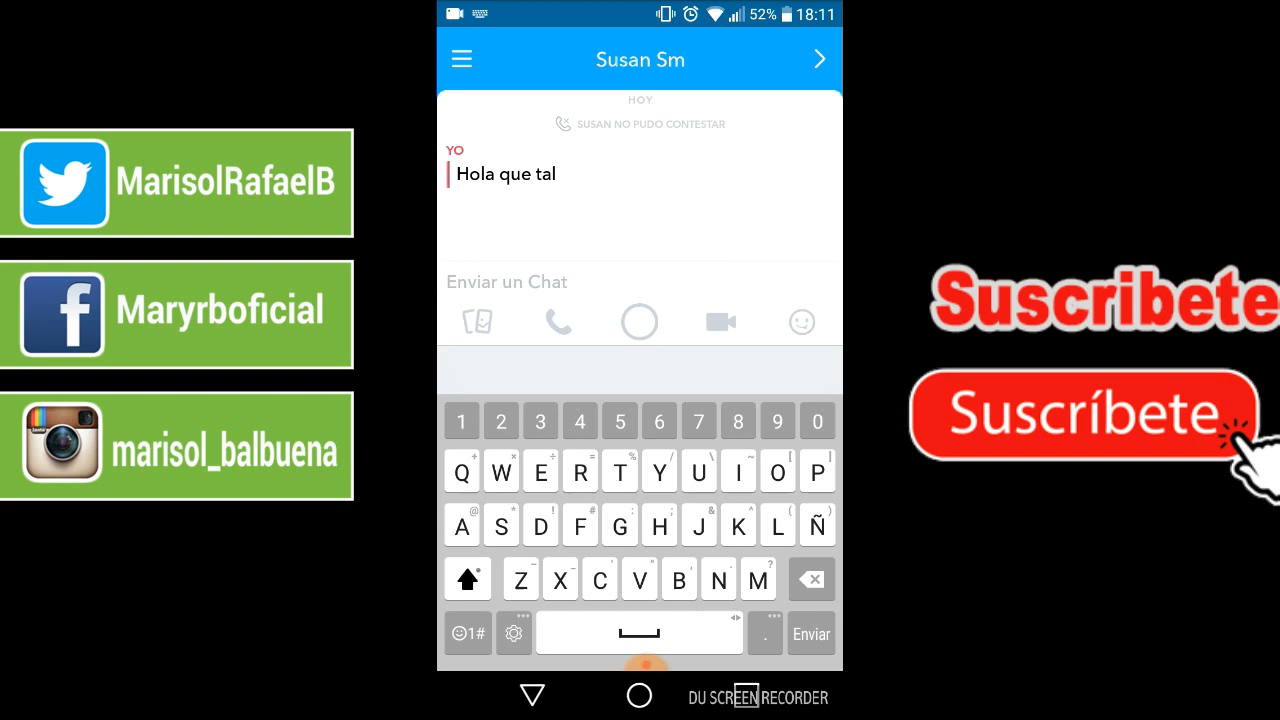 52% 18:11
Susan Sm
HOY
SUSAN NO PUDO CONTESTAR
YO
Hola que tal
Enviar un Chat
1 2 3 4 5 6 7 8 9 0
Q W E R T Y U I O P
A S D F G H J K L Ñ
Z X C V B N M
1# . Enviar
DU SCREEN RECORDER
MarisolRafaelB
Maryrboficial
marisol_balbuena
Suscribete
Suscríbete